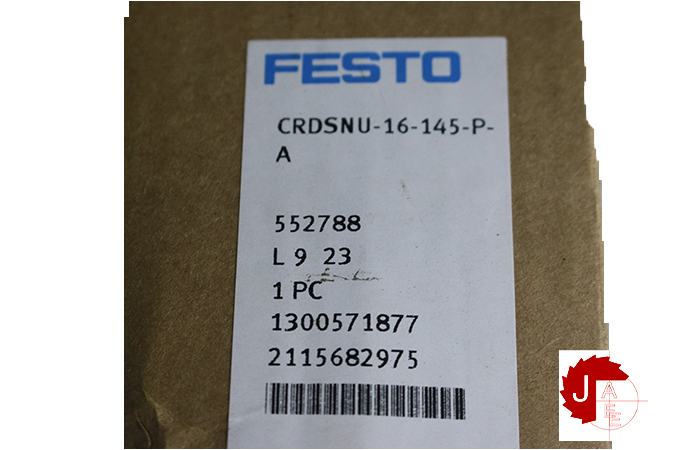 FESTO
CRDSNU-16-145-P-
A
552788
L 9 23
1 PC
1300571877
2115682975
J
A
E
E